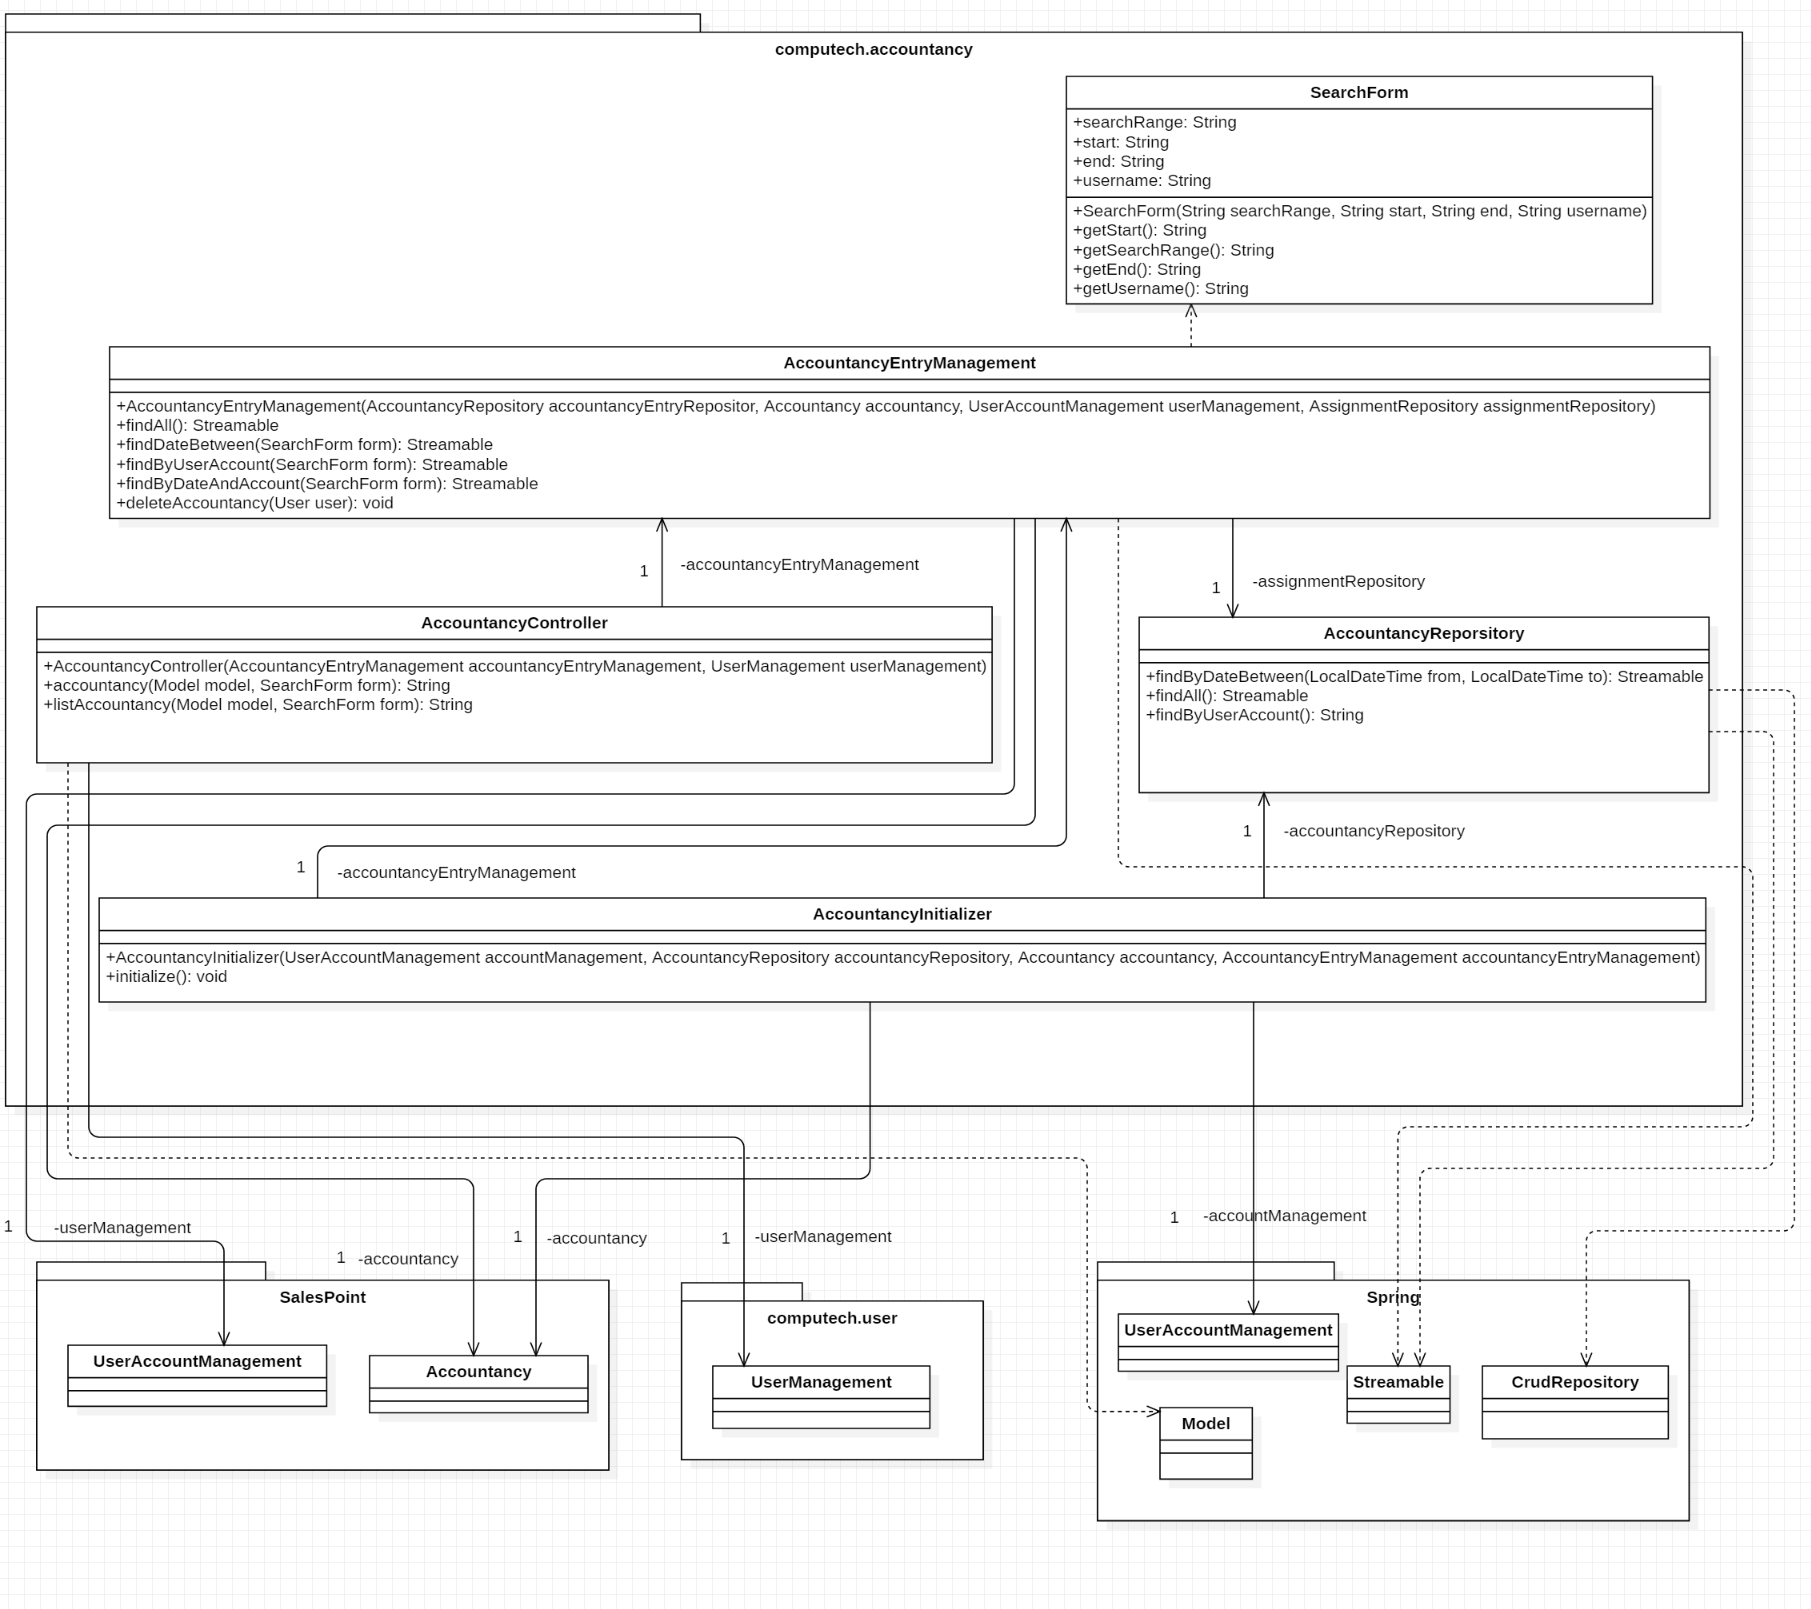 computech.accountancy
SearchForm
+searchRange: String
+start: String
+end: String
+username: String
+SearchForm(String searchRange, String start, String end, String username)
+getStart(): String
+getSearchRange(): String
+getEnd(): String
+getUsername(): String
AccountancyEntryManagement
+AccountancyEntryManagement(AccountancyRepository accountancyEntryRepositor, Accountancy accountancy, UserAccountManagement userManagement, AssignmentRepository assignmentRepository)
+findAll(): Streamable
+findDateBetween(SearchForm form): Streamable
+findByUserAccount(SearchForm form): Streamable
+findByDateAndAccount(SearchForm form): Streamable
+deleteAccountancy(User user): void
1 -accountancyEntryManagement
1 -assignmentRepository
AccountancyController
+AccountancyController(AccountancyEntryManagement accountancyEntryManagement, UserManagement userManagement)
+accountancy(Model model, SearchForm form): String
+listAccountancy(Model model, SearchForm form): String
AccountancyReporsitory
+findByDateBetween(LocalDateTime from, LocalDateTime to): Streamable
+findAll(): Streamable
+findByUserAccount(): String
1 -accountancyRepository
1 -accountancyEntryManagement
AccountancyInitializer
+AccountancyInitializer(UserAccountManagement accountManagement, AccountancyRepository accountancyRepository, Accountancy accountancy, AccountancyEntryManagement accountancyEntryManagement)
+initialize(): void
1 -userManagement
1 -accountancy
1 -accountancy
1 -userManagement
1 -accountManagement
SalesPoint
UserAccountManagement
Accountancy
computech.user
UserManagement
Spring
UserAccountManagement
Streamable
CrudRepository
Model